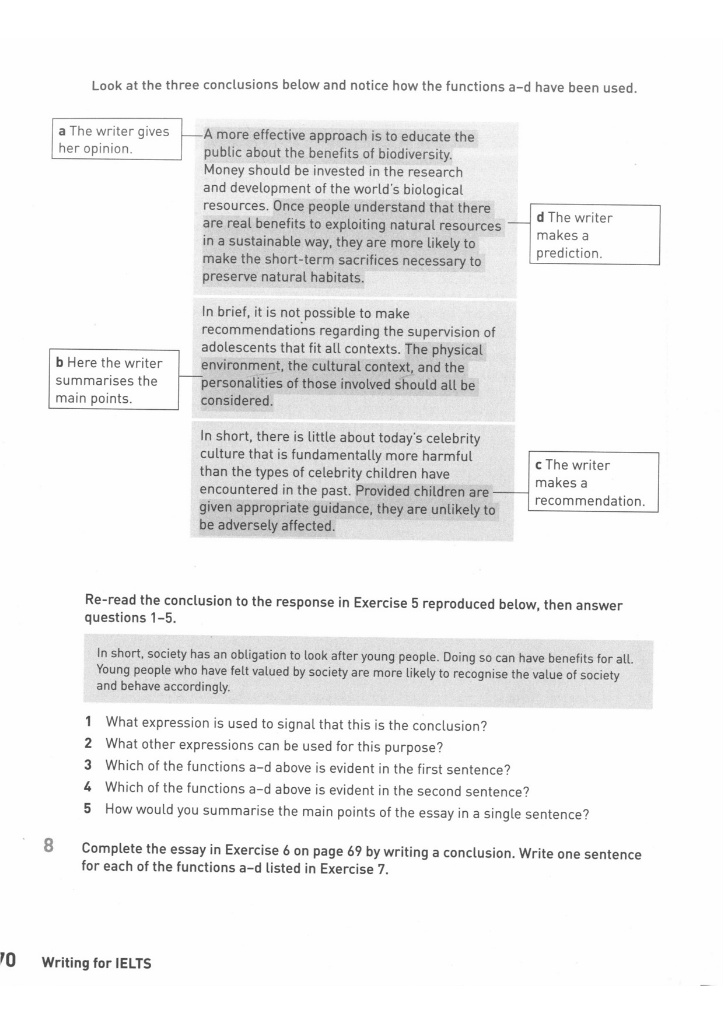 Look at the three conclusions below and notice how the functions a–d have been used.
a The writer gives
her opinion.
A more effective approach is to educate the
public about the benefits of biodiversity.
Money should be invested in the research
and development of the world's biological
resources. Once people understand that there
are real benefits to exploiting natural resources
in a sustainable way, they are more likely to
make the short-term sacrifices necessary to
preserve natural habitats.
d The writer
makes a
prediction.
In brief, it is not possible to make
recommendations regarding the supervision of
adolescents that fit all contexts. The physical
environment, the cultural context, and the
personalities of those involved should all be
considered.
b Here the writer
summarises the
main points.
In short, there is little about today's celebrity
culture that is fundamentally more harmful
than the types of celebrity children have
encountered in the past. Provided children are
given appropriate guidance, they are unlikely to
be adversely affected.
c The writer
makes a
recommendation.
Re-read the conclusion to the response in Exercise 5 reproduced below, then answer
questions 1–5.
In short, society has an obligation to look after young people. Doing so can have benefits for all.
Young people who have felt valued by society are more likely to recognise the value of society
and behave accordingly.
1 What expression is used to signal that this is the conclusion?
2 What other expressions can be used for this purpose?
3 Which of the functions a–d above is evident in the first sentence?
4 Which of the functions a–d above is evident in the second sentence?
5 How would you summarise the main points of the essay in a single sentence?
8 Complete the essay in Exercise 6 on page 69 by writing a conclusion. Write one sentence
for each of the functions a–d listed in Exercise 7.
70 Writing for IELTS